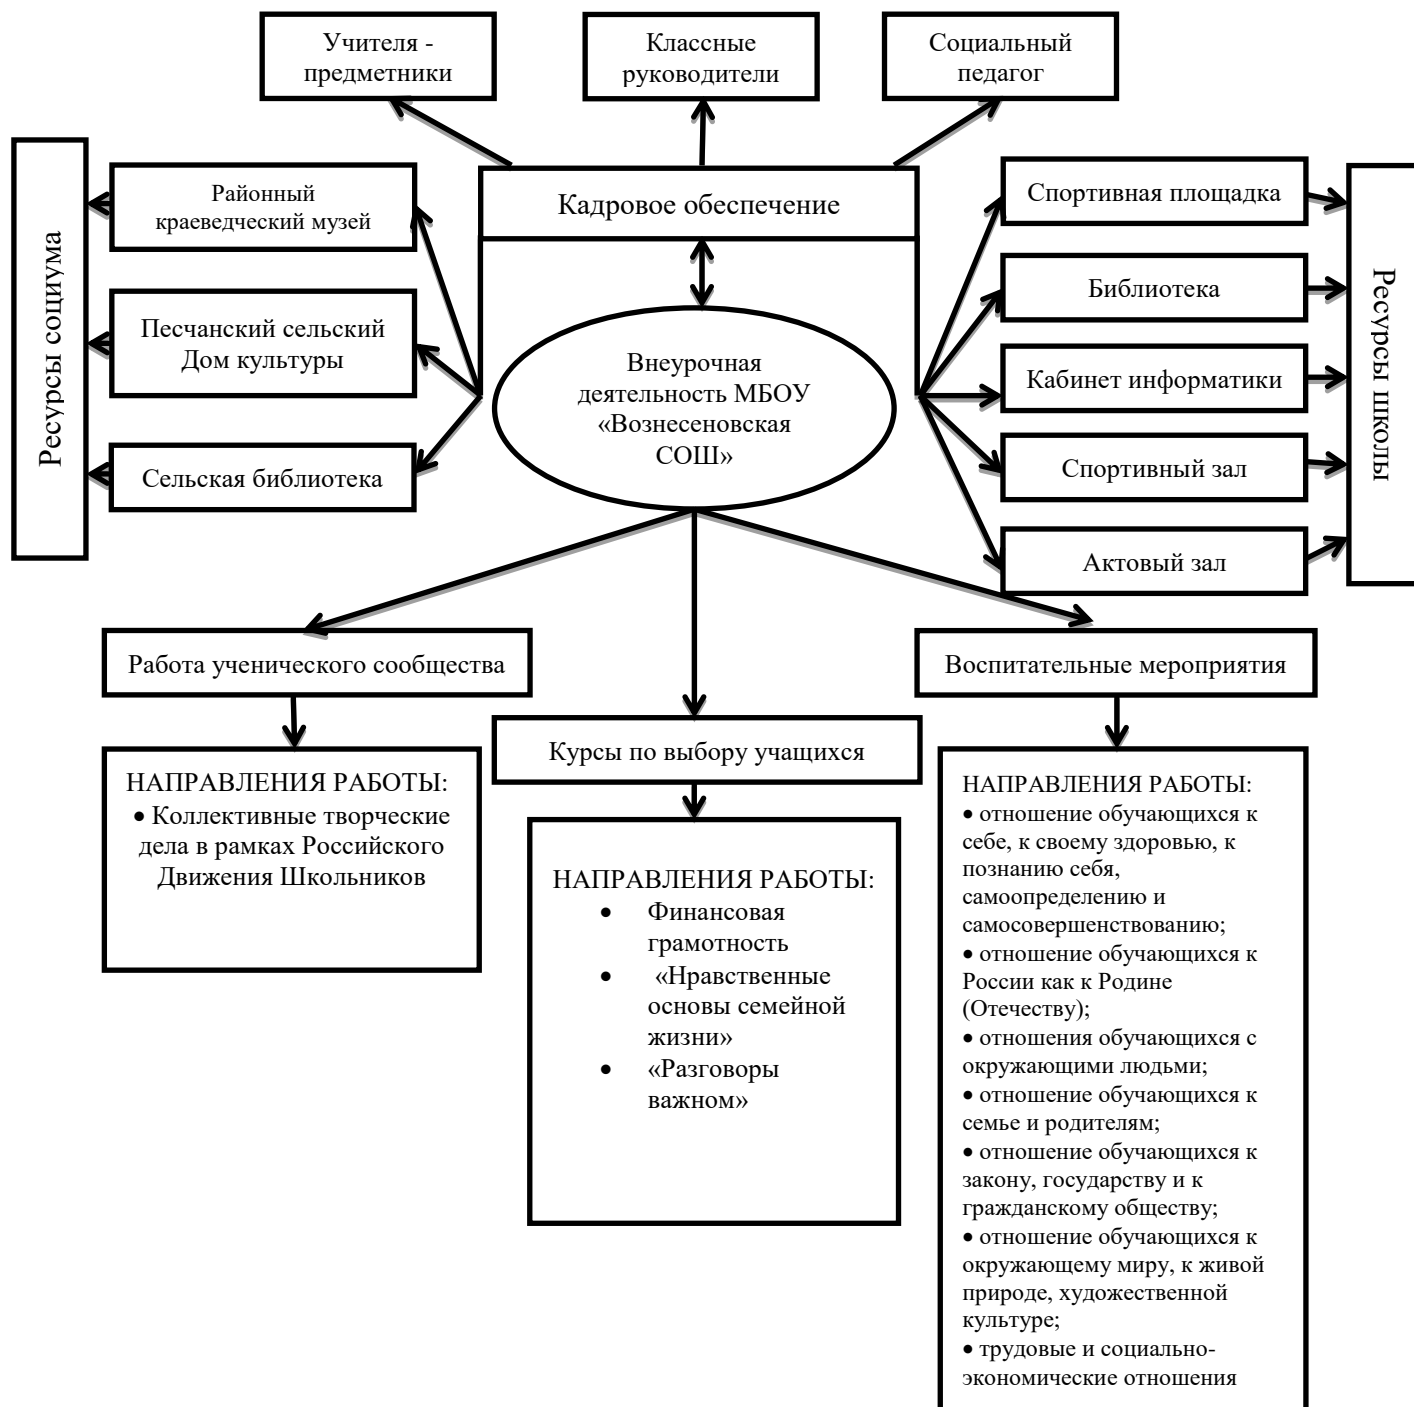 Учителя -
предметники
Классные
руководители
Социальный
педагог
Ресурсы социума
Районный
краеведческий музей
Песчанский сельский
Дом культуры
Сельская библиотека
Кадровое обеспечение
Внеурочная
деятельность МБОУ
«Вознесеновская
СОШ»
Спортивная площадка
Библиотека
Кабинет информатики
Спортивный зал
Актовый зал
Ресурсы школы
Работа ученического сообщества
НАПРАВЛЕНИЯ РАБОТЫ:
• Коллективные творческие
дела в рамках Российского
Движения Школьников
Курсы по выбору учащихся
НАПРАВЛЕНИЯ РАБОТЫ:
• Финансовая
грамотность
• «Нравственные
основы семейной
жизни»
• «Разговоры
важном»
Воспитательные мероприятия
НАПРАВЛЕНИЯ РАБОТЫ:
• отношение обучающихся к
себе, к своему здоровью, к
познанию себя,
самоопределению и
самосовершенствованию;
• отношение обучающихся к
России как к Родине
(Отечеству);
• отношения обучающихся с
окружающими людьми;
• отношение обучающихся к
семье и родителям;
• отношение обучающихся к
закону, государству и к
гражданскому обществу;
• отношение обучающихся к
окружающему миру, к живой
природе, художественной
культуре;
• трудовые и социально-
экономические отношения